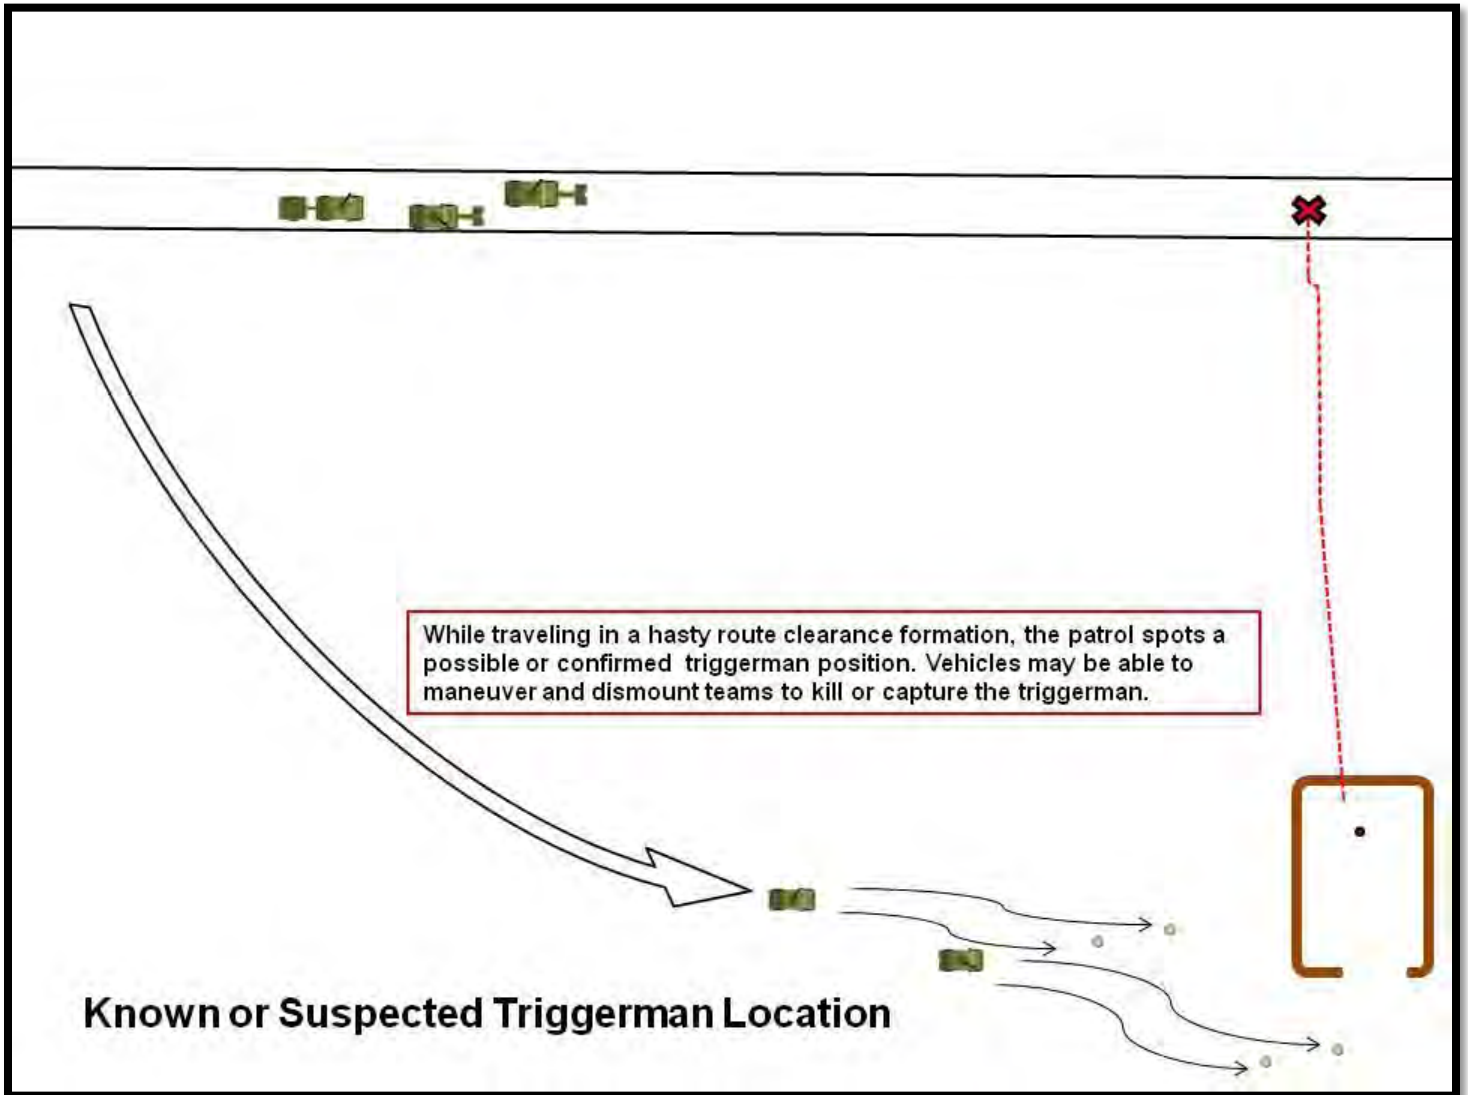 While traveling in a hasty route clearance formation, the patrol spots a
possible or confirmed  triggerman position. Vehicles may be able to
maneuver and dismount teams to kill or capture the triggerman.
Known or Suspected Triggerman Location